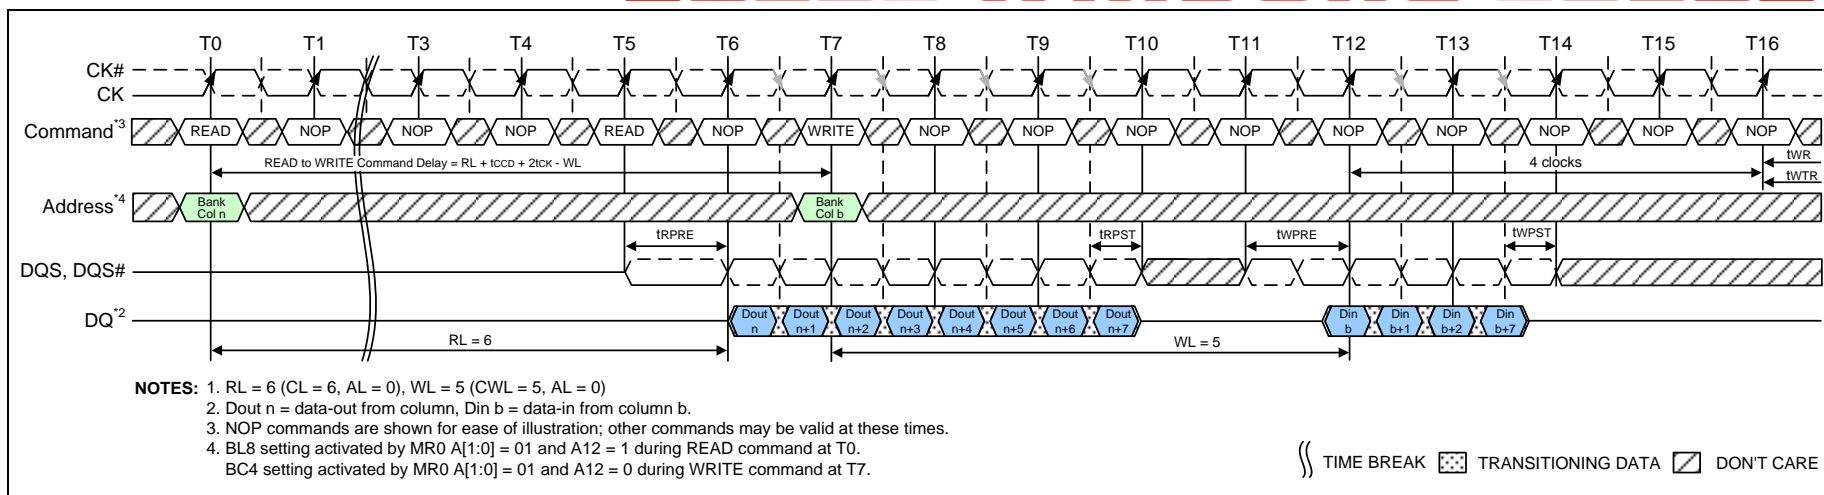 T0 T1 T3 T4 T5 T6 T7 T8 T9 T10 T11 T12 T13 T14 T15 T16
CK#
CK
Command*3 READ NOP NOP NOP READ NOP WRITE NOP NOP NOP NOP NOP NOP NOP NOP NOP
READ to WRITE Command Delay = RL + tCCD + 2tCK - WL
4 clocks
tWR
tWTR
Address*4
Bank
Col n
Bank
Col b
tRPRE tRPST tWPRE tWPST
DQS, DQS#
DQ*2
Dout
n
Dout
n+1
Dout
n+2
Dout
n+3
Dout
n+4
Dout
n+5
Dout
n+6
Dout
n+7
Din
b
Din
b+1
Din
b+2
Din
b+7
RL = 6
WL = 5
NOTES: 1. RL = 6 (CL = 6, AL = 0), WL = 5 (CWL = 5, AL = 0)
2. Dout n = data-out from column, Din b = data-in from column b.
3. NOP commands are shown for ease of illustration; other commands may be valid at these times.
4. BL8 setting activated by MR0 A[1:0] = 01 and A12 = 1 during READ command at T0.
BC4 setting activated by MR0 A[1:0] = 01 and A12 = 0 during WRITE command at T7.
TIME BREAK TRANSITIONING DATA DON'T CARE